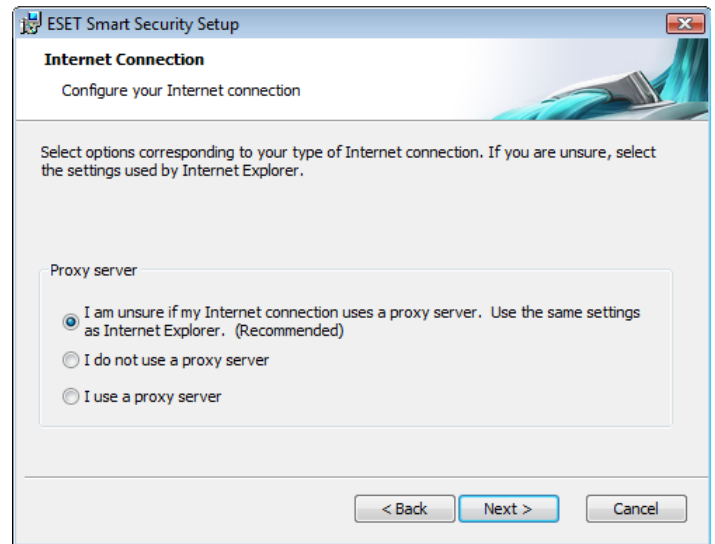 ESET Smart Security Setup
Internet Connection
Configure your Internet connection
Select options corresponding to your type of Internet connection. If you are unsure, select
the settings used by Internet Explorer.
Proxy server
I am unsure if my Internet connection uses a proxy server.  Use the same settings
as Internet Explorer.  (Recommended)
I do not use a proxy server
I use a proxy server
< Back Next > Cancel